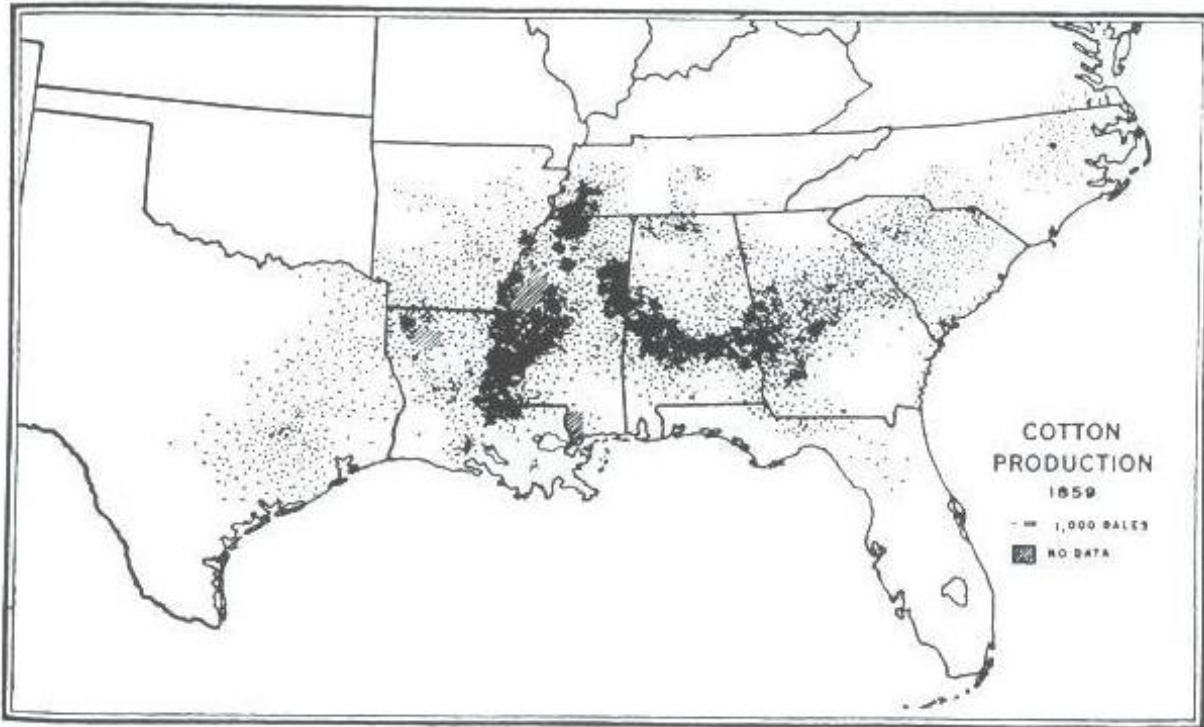 COTTON
PRODUCTION
1859
- = 1,000 BALES
NO DATA